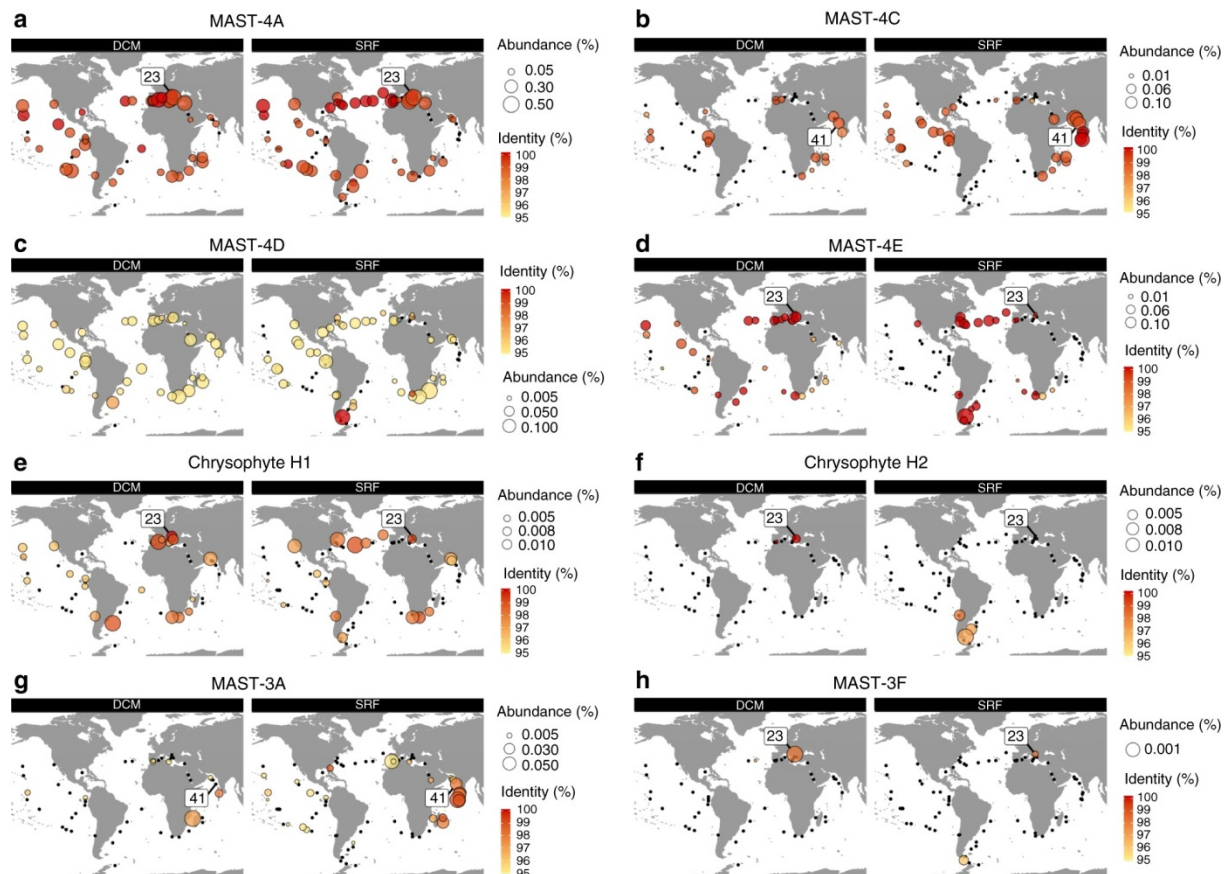 a MAST-4A
DCM SRF
23 23
Abundance (%)
0.05
0.30
0.50
Identity (%)
100
99
98
97
96
95
b MAST-4C
DCM SRF
41 41
Abundance (%)
0.01
0.06
0.10
Identity (%)
100
99
98
97
96
95
c MAST-4D
DCM SRF
Identity (%)
100
99
98
97
96
95
Abundance (%)
0.005
0.050
0.100
d MAST-4E
DCM SRF
23 23
Abundance (%)
0.01
0.06
0.10
Identity (%)
100
99
98
97
96
95
e Chrysophyte H1
DCM SRF
23 23
Abundance (%)
0.005
0.008
0.010
Identity (%)
100
99
98
97
96
95
f Chrysophyte H2
DCM SRF
23 23
Abundance (%)
0.005
0.008
0.010
Identity (%)
100
99
98
97
96
95
g MAST-3A
DCM SRF
41 41
Abundance (%)
0.005
0.030
0.050
Identity (%)
100
99
98
97
96
95
h MAST-3F
DCM SRF
23 23
Abundance (%)
0.001
Identity (%)
100
99
98
97
96
95